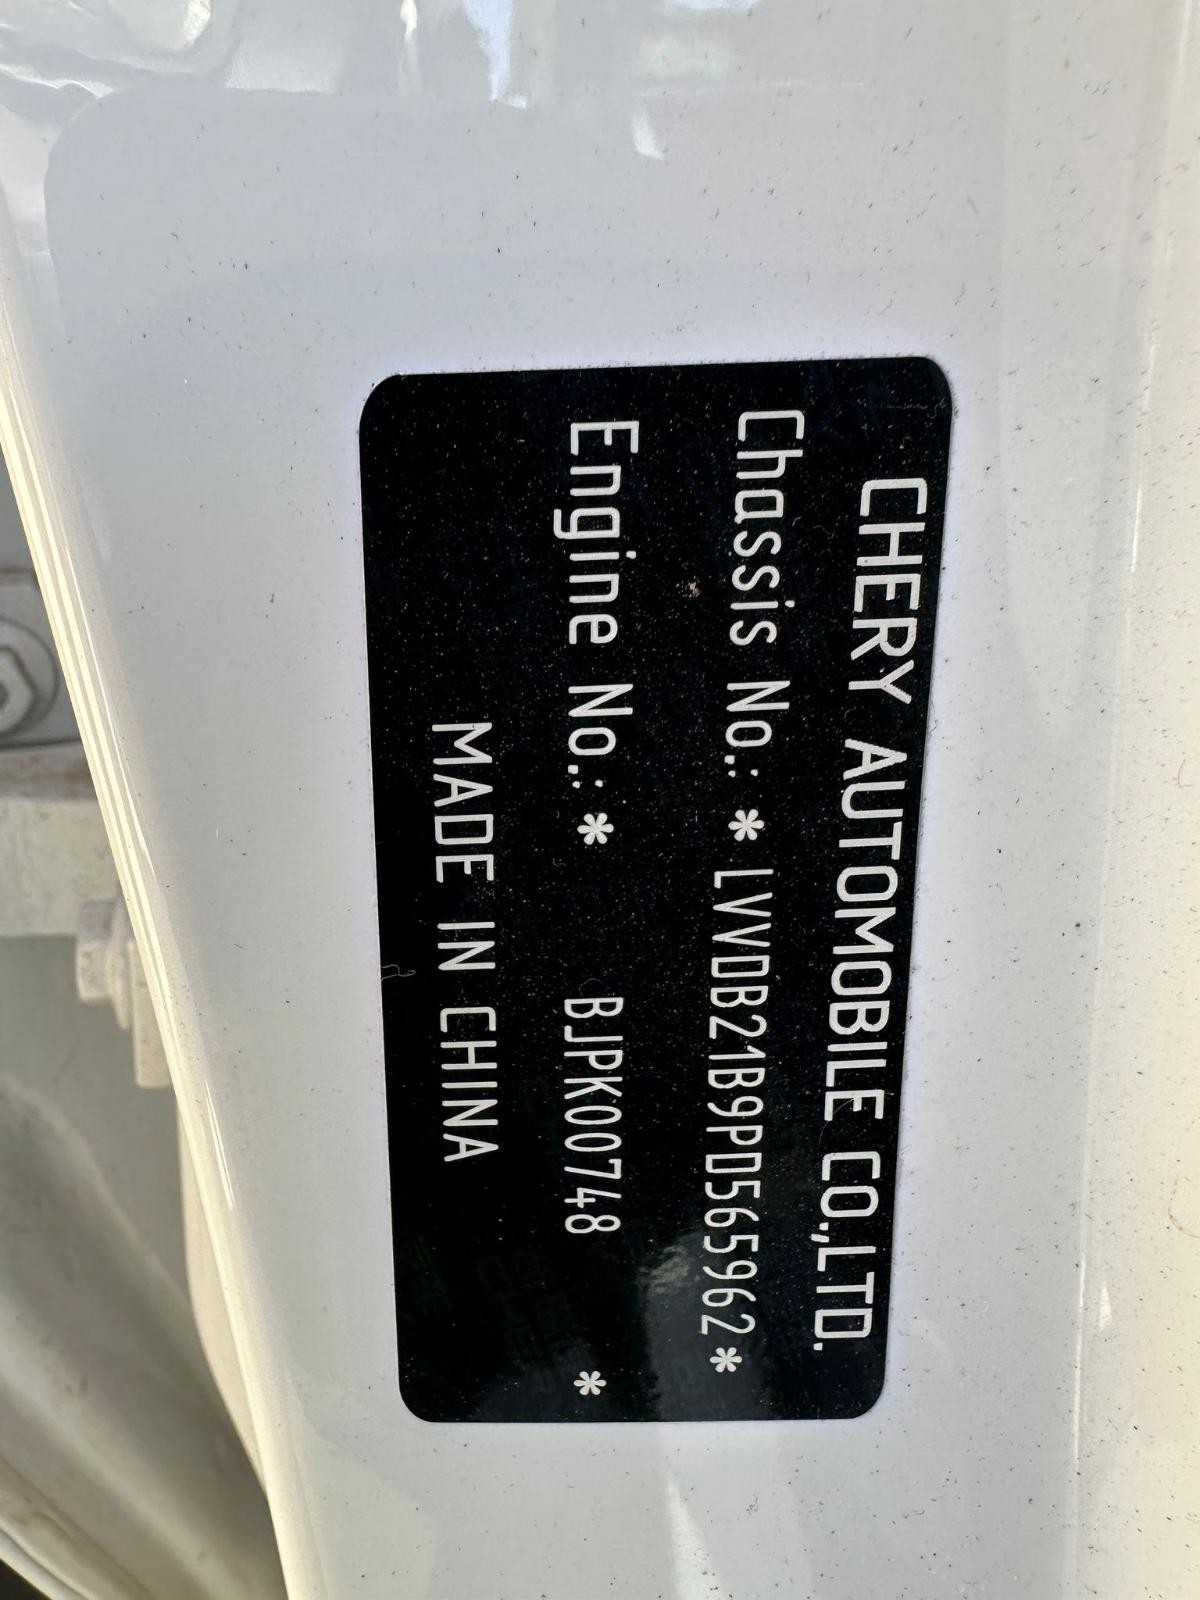 CHERY AUTOMOBILE CO.,LTD.
Chassis No.: * LVVDB21B9PD565962 *
Engine No.: * BJPK00748 *
MADE IN CHINA